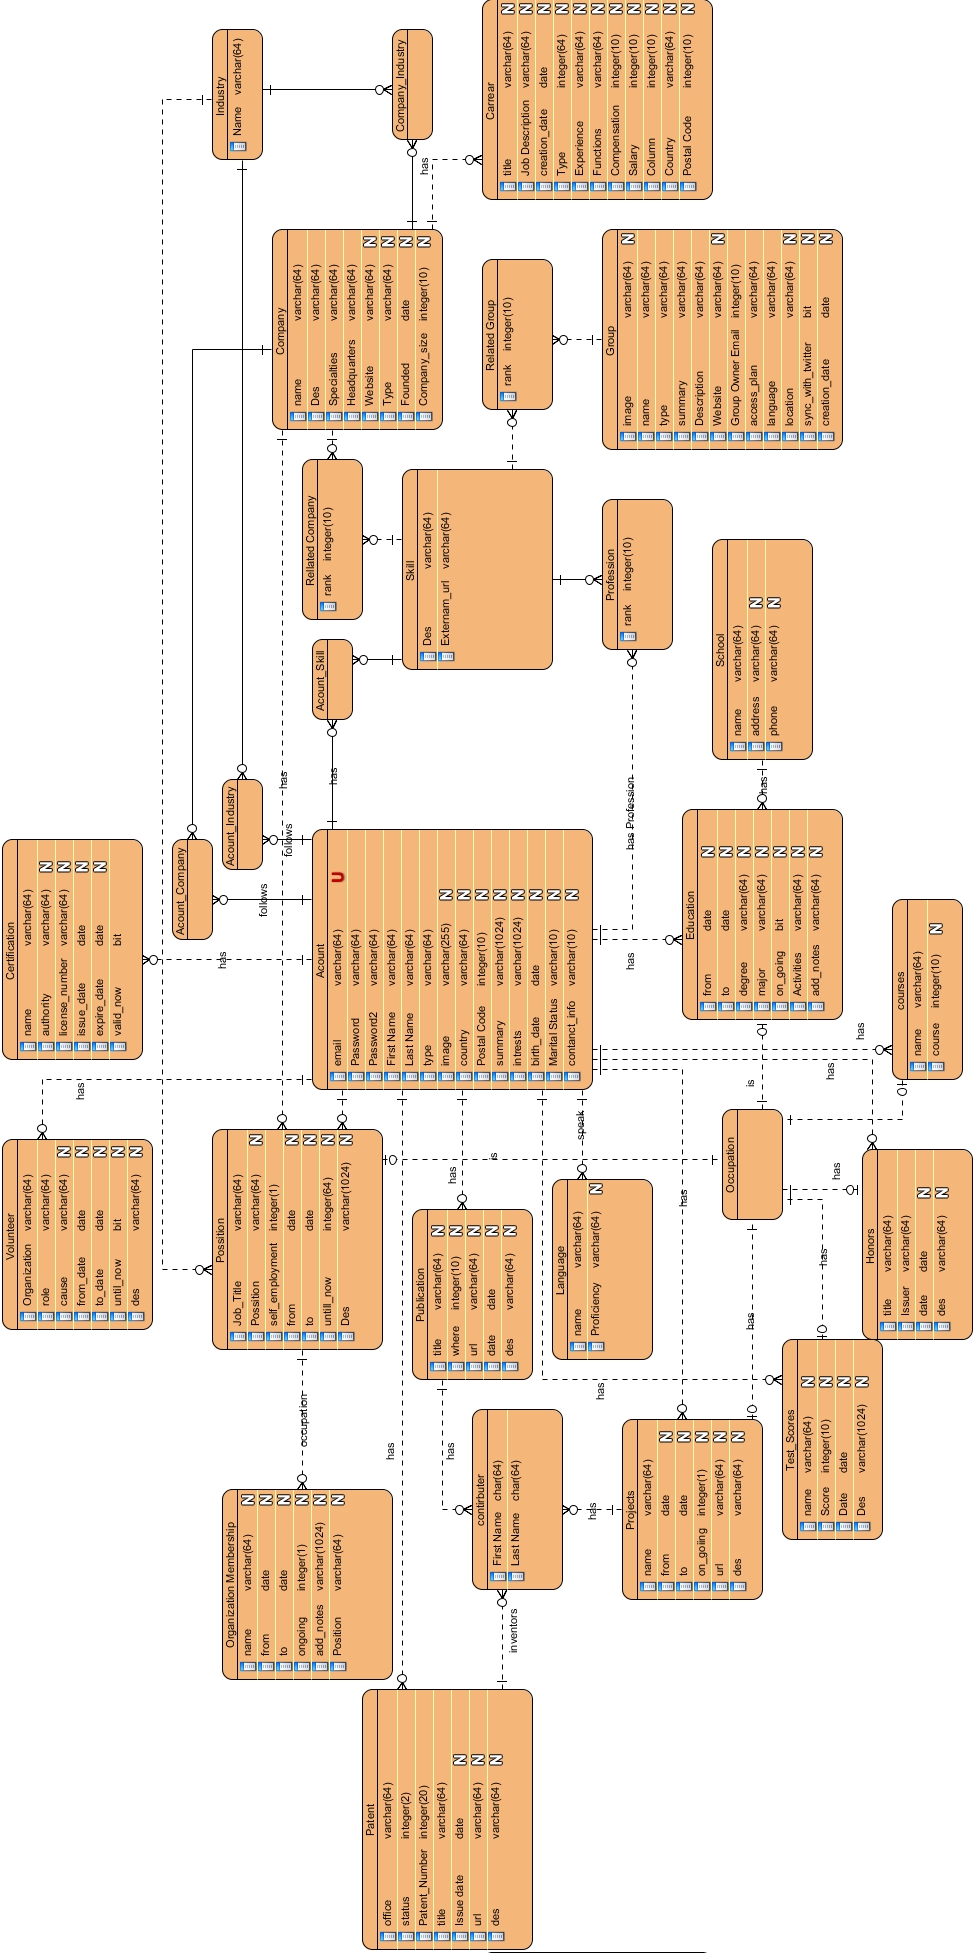 Volunteer
Organization varchar(64)
role varchar(64)
cause varchar(64) N
from_date date N
to_date date N
until_now bit N
des varchar(64) N
has
Certification
name varchar(64)
authority varchar(64) N
license_number varchar(64) N
issue_date date N
expire_date date N
valid_now bit
has
Acount_Company
follows
Acount_Industry
follows
Industry
Name varchar(64)
Organization Membership
name varchar(64) N
from date N
to date N
ongoing integer(1) N
add_notes varchar(1024) N
Position varchar(64) N
occupation
Possition
Job_Title varchar(64)
Possition varchar(64) N
self_employment integer(1)
from date N
to date N
untill_now integer(64) N
Des varchar(1024) N
has
Company
name varchar(64)
Des varchar(64)
Specialties varchar(64)
Headquarters varchar(64)
Website varchar(64) N
Type varchar(64) N
Founded date N
Company_size integer(10) N
Rellated Company
rank integer(10)
Acount_Skill
has
Acount
email varchar(64) U
Password varchar(64)
Password2 varchar(64)
First Name varchar(64)
Last Name varchar(64)
type varchar(64)
image varchar(255) N
country varchar(64) N
Postal Code integer(10) N
summary varchar(1024) N
intrests varchar(1024) N
birth_date date N
Marital Status varchar(10) N
contanct_info varchar(10) N
Company_Industry
has
Patent
office varchar(64)
status integer(2)
Patent_Number integer(20)
title varchar(64)
Issue date date N
url varchar(64) N
des varchar(64) N
has
Publication
title varchar(64) N
where integer(10) N
url varchar(64) N
date date N
des varchar(64) N
has
has
is
Skill
Des varchar(64)
Externam_url varchar(64)
contirbuter
First Name char(64)
Last Name char(64)
inventors
has
Related Group
rank integer(10)
Carrear
title varchar(64) N
Job Description varchar(64) N
creation_date date N
Type integer(64) N
Experience varchar(64) N
Functions varchar(64) N
Compensation integer(10) N
Salary integer(10) N
Column integer(10) N
Country varchar(64) N
Postal Code integer(10) N
Language
name varchar(64)
Proficiency varchar(64) N
speak
has
Group
image varchar(64) N
name varchar(64)
type varchar(64)
summary varchar(64)
Description varchar(64)
Website varchar(64) N
Group Owner Email integer(10)
access_plan varchar(64)
language varchar(64)
location varchar(64) N
sync_with_twitter bit N
creation_date date N
Profession
rank integer(10)
has Profession
has
Projects
name varchar(64)
from date N
to date N
on_goiing integer(1) N
url varchar(64) N
des varchar(64) N
has
Education
from date N
to date N
degree varchar(64) N
major varchar(64) N
on_going bit N
Activities varchar(64) N
add_notes varchar(64) N
School
name varchar(64)
address varchar(64) N
phone varchar(64) N
has
Occupation
is
has
has
has
Test_Scores
name varchar(64) N
Score integer(10) N
Date date N
Des varchar(1024) N
Honors
title varchar(64)
Issuer varchar(64)
date date N
des varchar(64) N
has
has
courses
name varchar(64)
course integer(10) N